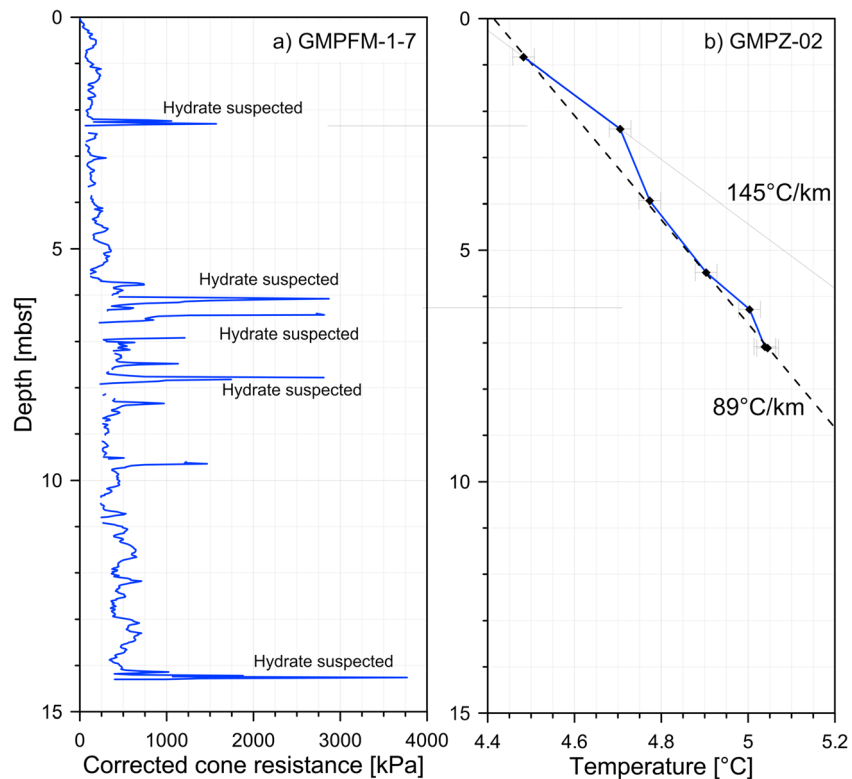 a) GMPFM-1-7
b) GMPZ-02
0
0
Hydrate suspected
145°C/km
5
5
Hydrate suspected
Hydrate suspected
Hydrate suspected
89°C/km
Depth [mbsf]
10
10
Hydrate suspected
15
15
0
1000
2000
3000
4000
4.4
4.6
4.8
5
5.2
Corrected cone resistance [kPa]
Temperature [°C]